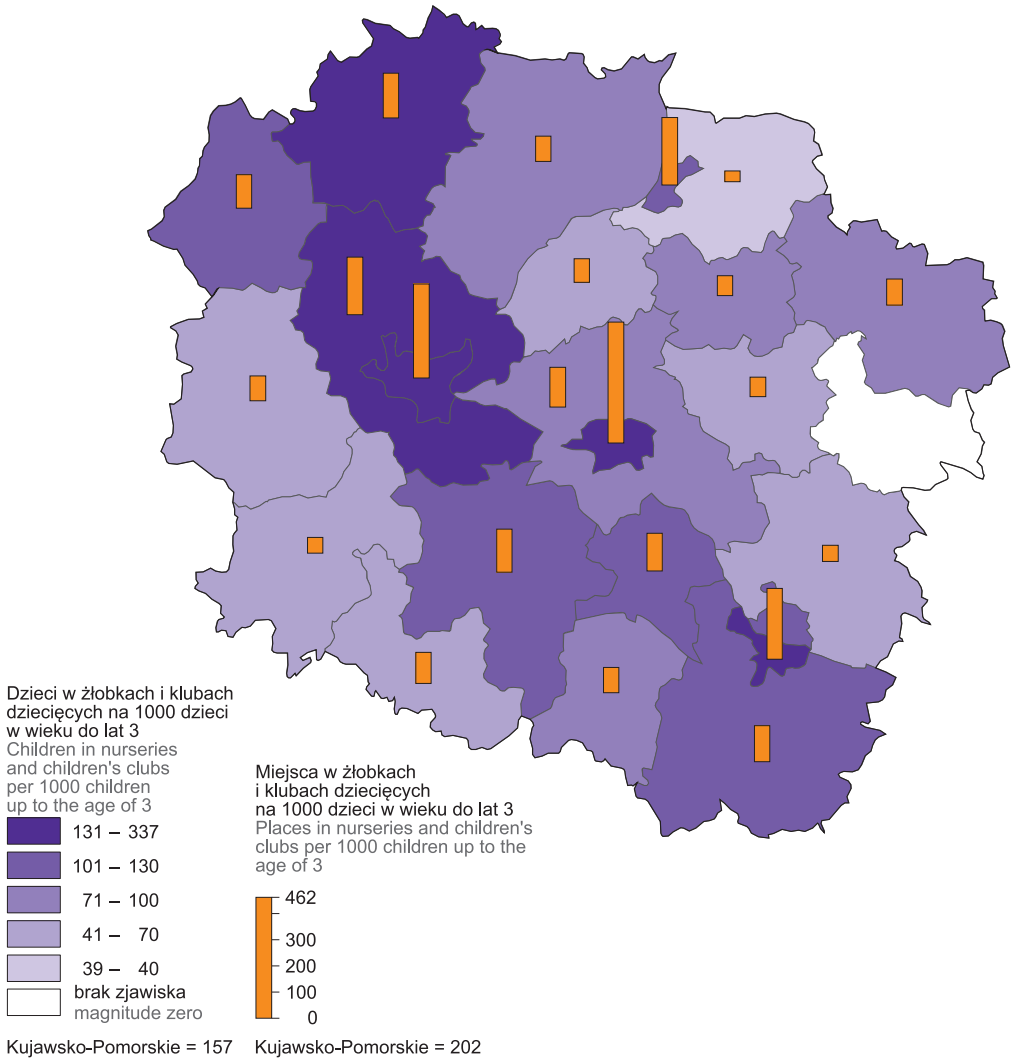 Dzieci w żłobkach i klubach
dziecięcych na 1000 dzieci
w wieku do lat 3
Children in nurseries
and children's clubs
per 1000 children
up to the age of 3
131 – 337
101 – 130
71 – 100
41 – 70
39 – 40
brak zjawiska
magnitude zero
Kujawsko-Pomorskie = 157
Miejsca w żłobkach
i klubach dziecięcych
na 1000 dzieci w wieku do lat 3
Places in nurseries and children's
clubs per 1000 children up to the
age of 3
462
300
200
100
0
Kujawsko-Pomorskie = 202